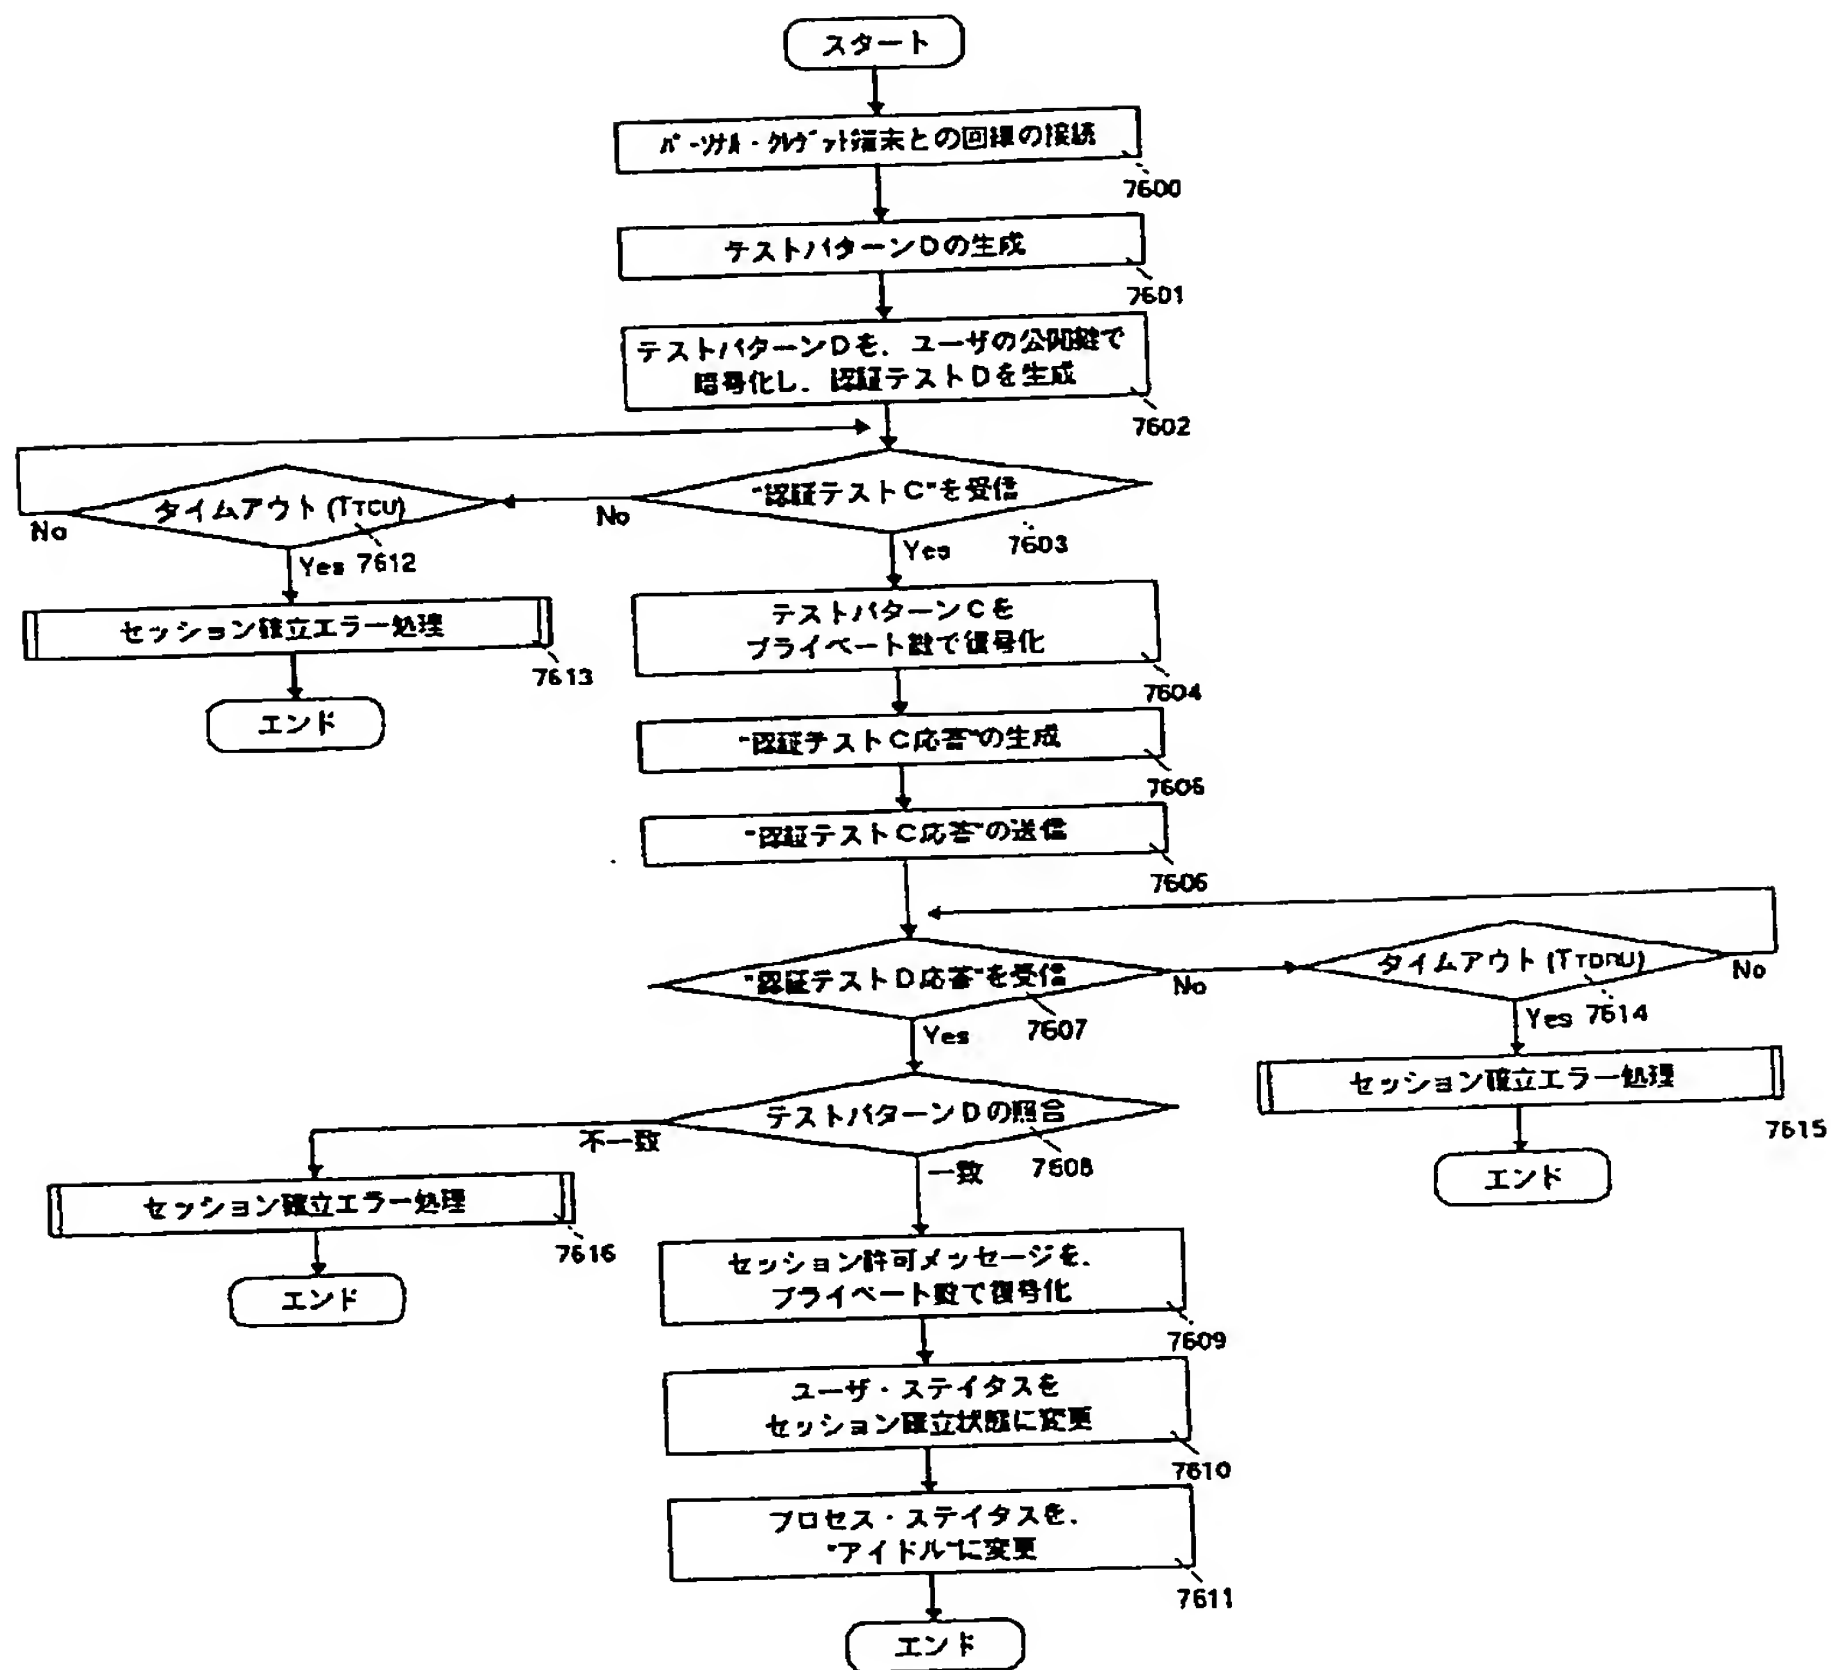 スタート
パーソナル・クレジット端末との回線の接続
7600
テストパターンDの生成
7601
テストパターンDを、ユーザの公開鍵で
暗号化し、認証テストDを生成
7602
"認証テストC"を受信
7603
No
Yes
タイムアウト (TTCU)
7612
No
Yes
セッション確立エラー処理
7613
エンド
テストパターンCを
プライベート鍵で復号化
7604
"認証テストC応答"の生成
7605
"認証テストC応答"の送信
7606
"認証テストD応答"を受信
7607
No
Yes
タイムアウト (TTDRU)
7614
No
Yes
セッション確立エラー処理
7615
エンド
テストパターンDの照合
7608
不一致
一致
セッション確立エラー処理
7616
エンド
セッション許可メッセージを、
プライベート鍵で復号化
7609
ユーザ・ステイタスを
セッション確立状態に変更
7610
プロセス・ステイタスを、
"アイドル"に変更
7611
エンド